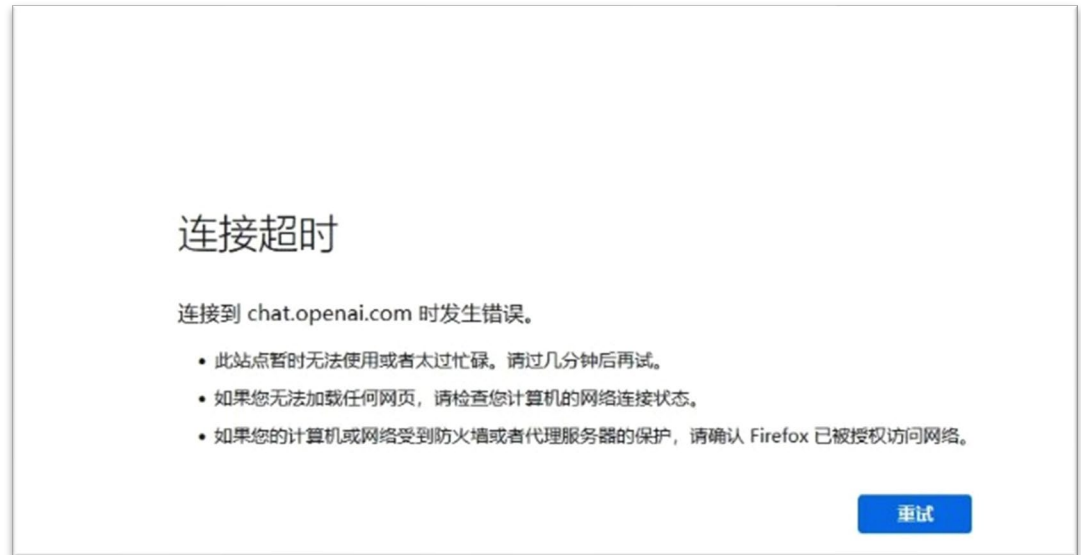 连接超时
连接到 chat.openai.com 时发生错误。
• 此站点暂时无法使用或者太过忙碌。请过几分钟后再试。
• 如果您无法加载任何网页，请检查您计算机的网络连接状态。
• 如果您的计算机或网络受到防火墙或者代理服务器的保护，请确认 Firefox 已被授权访问网络。
重试